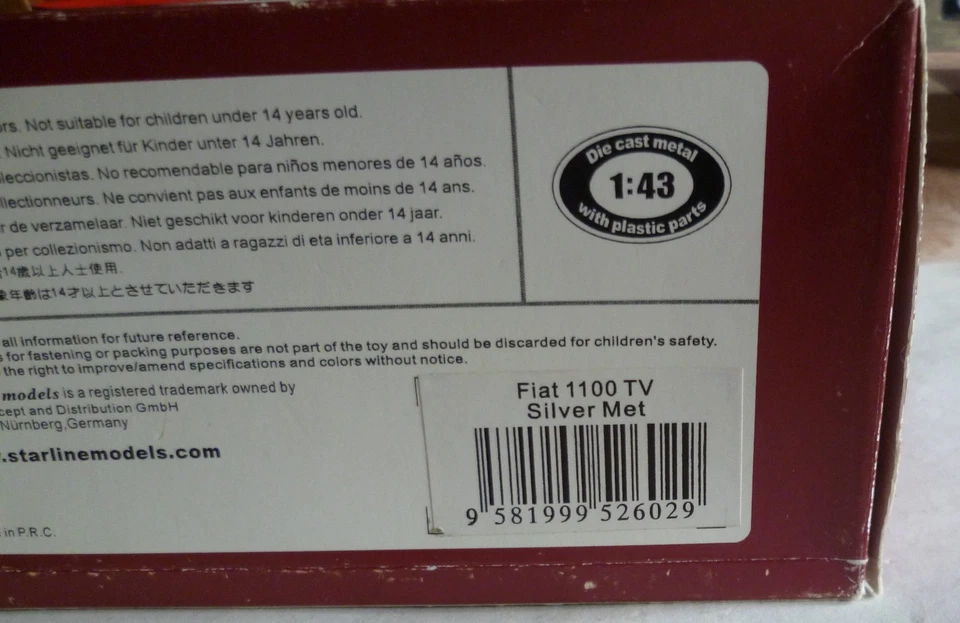 ors. Not suitable for children under 14 years old.
. Nicht geeignet für Kinder unter 14 Jahren.
lleccionistas. No recomendable para niños menores de 14 años.
llectionneurs. Ne convient pas aux enfants de moins de 14 ans.
r de verzamelaar. Niet geschikt voor kinderen onder 14 jaar.
per collezionismo. Non adatti a ragazzi di eta inferiore a 14 anni.
14歲以上人士使用.
象年齢は14才以上とさせていただきます
Die cast metal
1:43
with plastic parts
all information for future reference.
s for fastening or packing purposes are not part of the toy and should be discarded for children's safety.
the right to improve/amend specifications and colors without notice.
models is a registered trademark owned by
cept and Distribution GmbH
Nürnberg,Germany
.starlinemodels.com
in P.R.C.
Fiat 1100 TV
Silver Met
9 581999 526029